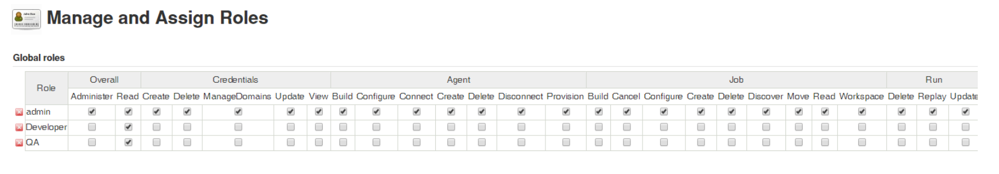 John Doe
Manage and Assign Roles
Global roles
Role Overall Credentials Agent Job Run
Administer Read Create Delete ManageDomains Update View Build Configure Connect Create Delete Disconnect Provision Build Cancel Configure Create Delete Discover Move Read Workspace Delete Replay Update
admin
Developer
QA